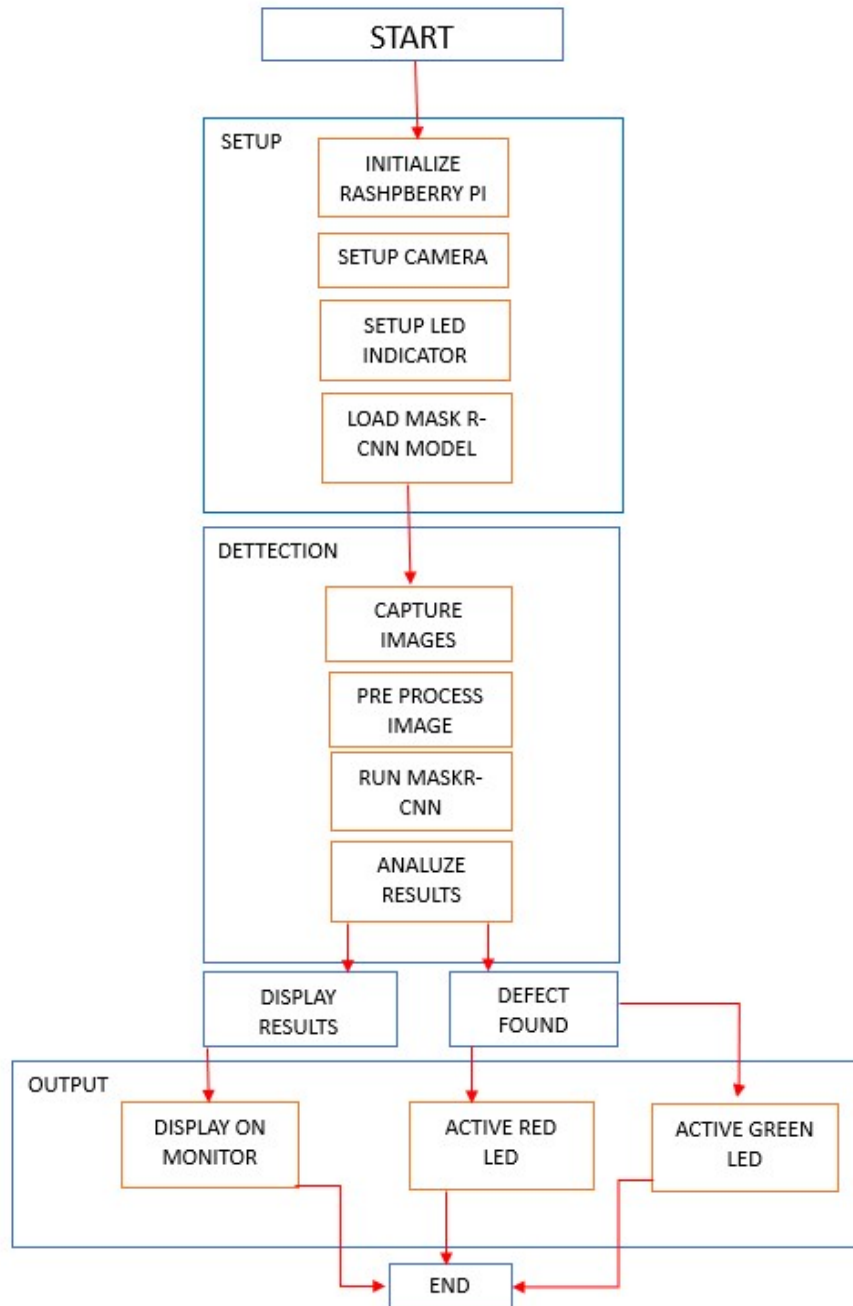 START
SETUP
INITIALIZE
RASHPBERRY PI
SETUP CAMERA
SETUP LED
INDICATOR
LOAD MASK R-
CNN MODEL
DETTECTION
CAPTURE
IMAGES
PRE PROCESS
IMAGE
RUN MASKR-
CNN
ANALUZE
RESULTS
DISPLAY
RESULTS
DEFECT
FOUND
OUTPUT
DISPLAY ON
MONITOR
ACTIVE RED
LED
ACTIVE GREEN
LED
END